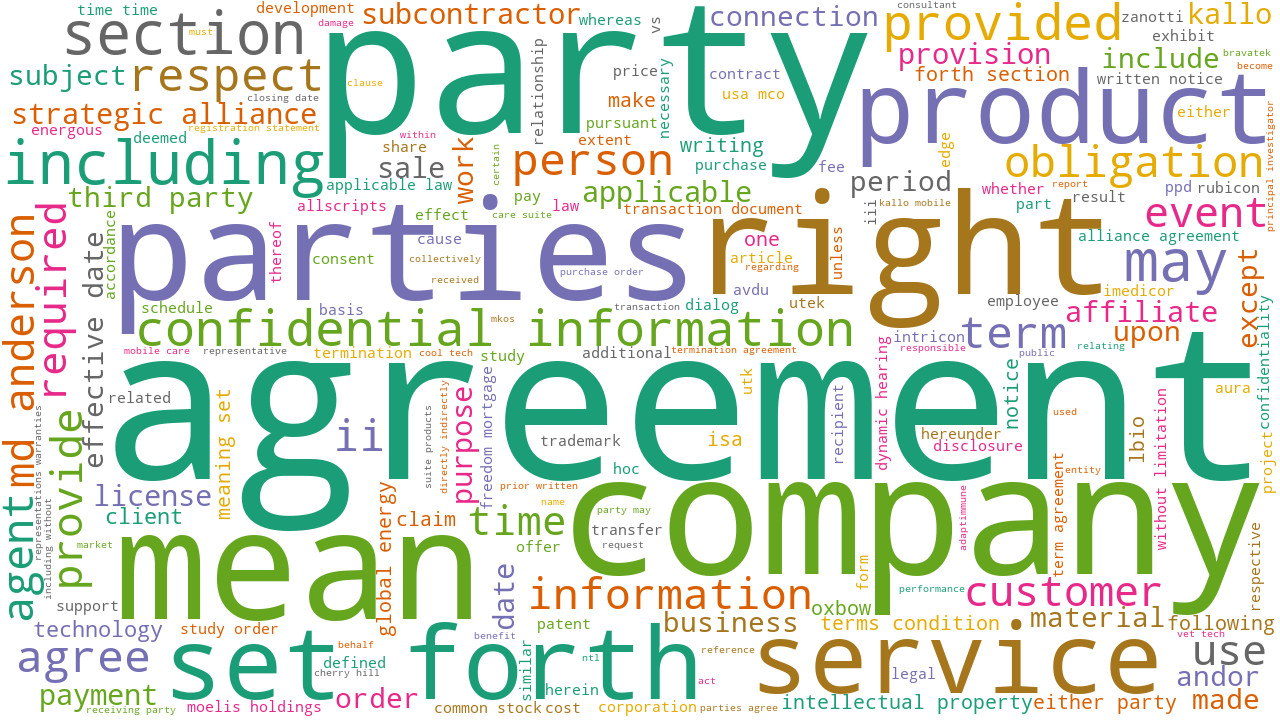 time time
development
subcontractor
whereas
vs
connection
consultant
provided
zanotti
kallo
section
must
damage
party
exhibit
bravatek
subject
respect
clause
relationship
price
necessary
contract
provision
include
become
forth section
written notice
closing date
strategic alliance
make
usa mco
product
either
energous
deemed
registration statement
within
pursuant
extent
share
writing
edge
principal investigator
including
sale
work
certain
person
purchase
fee
obligation
third party
applicable law
pay
applicable
period
whether
report
ppd
rubicon
part
result
allscripts
effect
care suite
law
transaction document
iii
kallo mobile
event
md anderson
required
effective date
accordance
parties
thereof
cause
consent
collectively
received
one
article
regarding
unless
right
alliance agreement
may
except
purchase order
avdu
imedicor
schedule
basis
transaction
dialog
utek
employee
affiliate
confidential information
mkos
term
upon
confidentiality
mobile care
representative
termination
cool tech
study
additional
termination agreement
intricon
responsible
public
relating
dynamic hearing
agreement
related
representations warranties
provide
meaning set
ii
suite products
directly indirectly
purpose
freedom mortgage
trademark
utk
isa
recipient
hereunder
disclosure
notice
used
aura
lbio
without limitation
project
hoc
entity
agent
license
client
including without
prior written
name
party may
company
adaptimmune
term agreement
respective
market
mean
global energy
claim
time
offer
transfer
request
form
performance
customer
support
date
information
oxbow
material
technology
study order
patent
business
terms condition
following
benefit
behalf
reference
vet tech
agree
set forth
defined
cherry hill
similar
ntl
herein
act
service
legal
use
andor
payment
receiving party
moelis holdings
order
common stock
cost
corporation
parties agree
intellectual property
either party
made